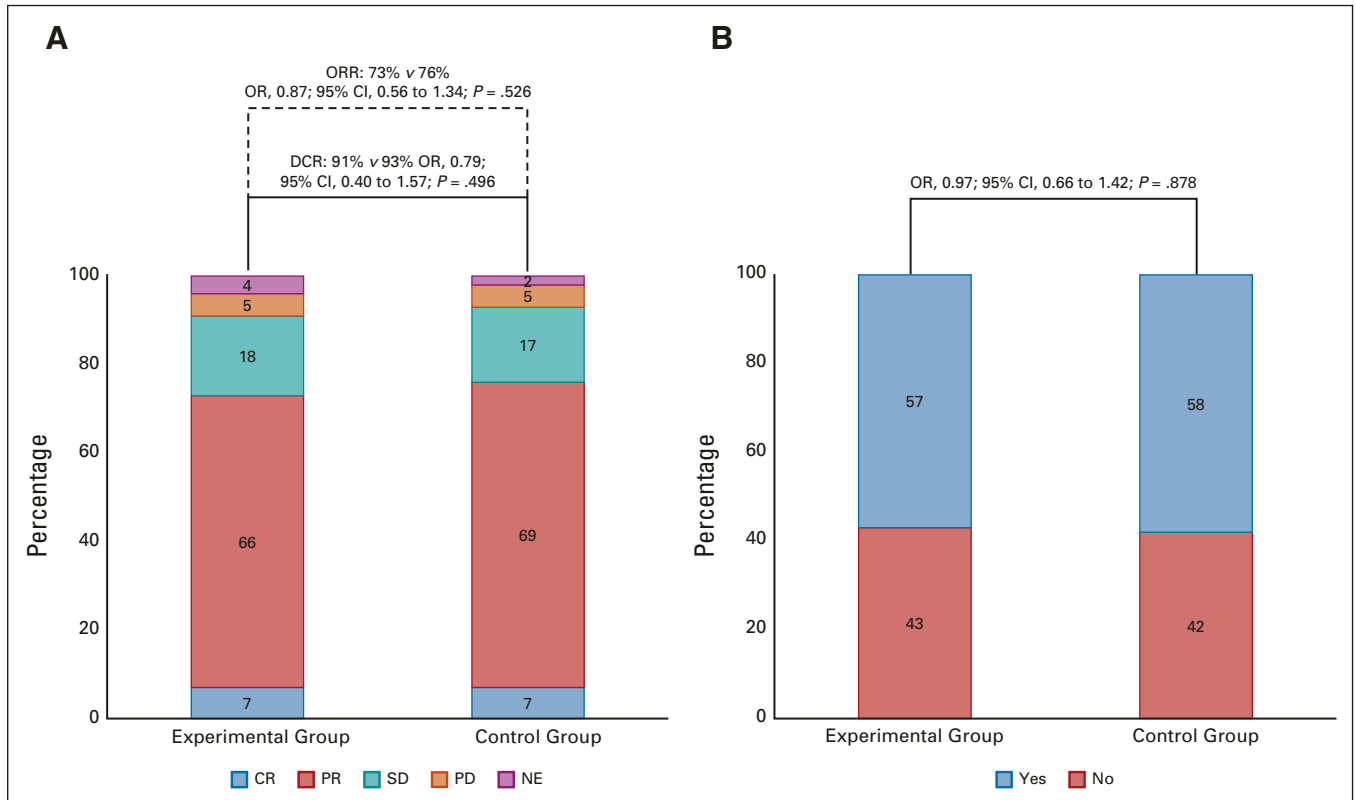 A
ORR: 73% v 76%
OR, 0.87; 95% CI, 0.56 to 1.34; P = .526
DCR: 91% v 93% OR, 0.79;
95% CI, 0.40 to 1.57; P = .496
Percentage
100
80
60
40
20
0
4
5
18
66
7
2
5
17
69
7
Experimental Group
Control Group
CR PR SD PD NE
B
OR, 0.97; 95% CI, 0.66 to 1.42; P = .878
Percentage
100
80
60
40
20
0
57
43
58
42
Experimental Group
Control Group
Yes No